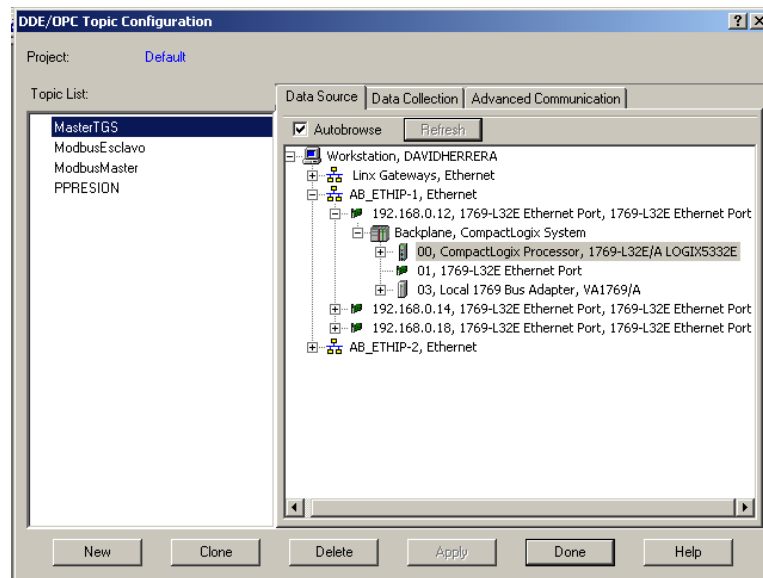 DDE/OPC Topic Configuration
Project: Default
Topic List:
MasterTGS
ModbusEsclavo
ModbusMaster
PPRESION
Data Source Data Collection Advanced Communication
Autobrowse Refresh
Workstation, DAVIDHERRERA
Linx Gateways, Ethernet
AB_ETHIP-1, Ethernet
192.168.0.12, 1769-L32E Ethernet Port, 1769-L32E Ethernet Port
Backplane, CompactLogix System
00, CompactLogix Processor, 1769-L32E/A LOGIX5332E
01, 1769-L32E Ethernet Port
03, Local 1769 Bus Adapter, VA1769/A
192.168.0.14, 1769-L32E Ethernet Port, 1769-L32E Ethernet Port
192.168.0.18, 1769-L32E Ethernet Port, 1769-L32E Ethernet Port
AB_ETHIP-2, Ethernet
New Clone Delete Apply Done Help